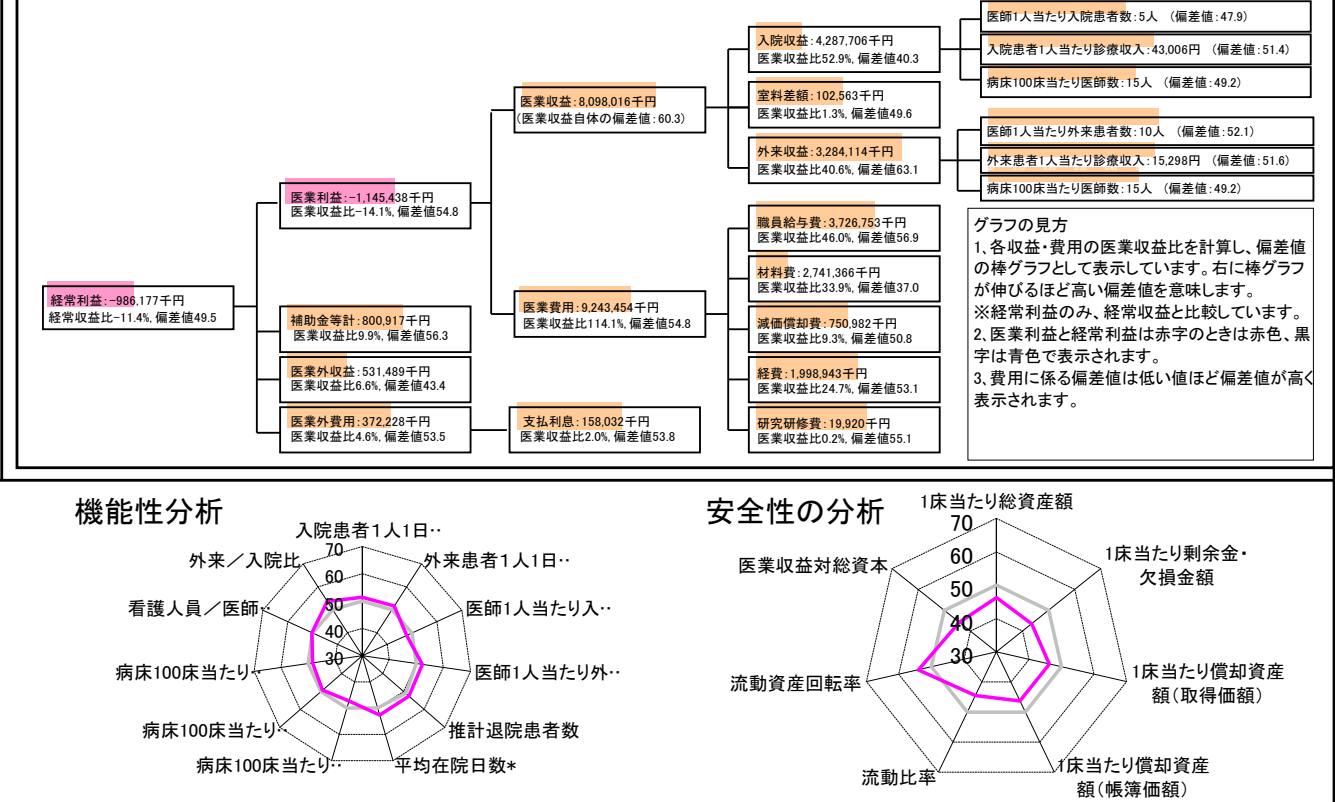 経常利益:-986,177千円
経常収益比-11.4%, 偏差値49.5
医業利益:-1,145,438千円
医業収益比-14.1%, 偏差値54.8
補助金等計:800,917千円
医業収益比9.9%, 偏差値56.3
医業外収益:531,489千円
医業収益比6.6%, 偏差値43.4
医業外費用:372,228千円
医業収益比4.6%, 偏差値53.5
支払利息:158,032千円
医業収益比2.0%, 偏差値53.8
医業収益:8,098,016千円
(医業収益自体の偏差値:60.3)
医業費用:9,243,454千円
医業収益比114.1%, 偏差値54.8
入院収益:4,287,706千円
医業収益比52.9%, 偏差値40.3
室料差額:102,563千円
医業収益比1.3%, 偏差値49.6
外来収益:3,284,114千円
医業収益比40.6%, 偏差値63.1
職員給与費:3,726,753千円
医業収益比46.0%, 偏差値56.9
材料費:2,741,366千円
医業収益比33.9%, 偏差値37.0
減価償却費:750,982千円
医業収益比9.3%, 偏差値50.8
経費:1,998,943千円
医業収益比24.7%, 偏差値53.1
研究研修費:19,920千円
医業収益比0.2%, 偏差値55.1
医師1人当たり入院患者数:5人 (偏差値:47.9)
入院患者1人当たり診療収入:43,006円 (偏差値:51.4)
病床100床当たり医師数:15人 (偏差値:49.2)
医師1人当たり外来患者数:10人 (偏差値:52.1)
外来患者1人当たり診療収入:15,298円 (偏差値:51.6)
病床100床当たり医師数:15人 (偏差値:49.2)
グラフの見方
1、各収益・費用の医業収益比を計算し、偏差値
の棒グラフとして表示しています。右に棒グラフ
が伸びるほど高い偏差値を意味します。
※経常利益のみ、経常収支と比較しています。
2、医業利益と経常利益は赤字のときは赤色、黒
字は青色で表示されます。
3、費用に係る偏差値は低い値ほど偏差値が高く
表示されます。
機能性分析
入院患者1人1日‥
外来患者1人1日‥
医師1人当たり入‥
医師1人当たり外‥
推計退院患者数
平均在院日数*
病床100床当たり‥
病床100床当たり‥
病床100床当たり‥
看護人員/医師‥
外来/入院比
70
60
50
40
30
安全性の分析
1床当たり総資産額
1床当たり剰余金・
欠損金額
1床当たり償却資産
額(取得価額)
1床当たり償却資産
額(帳簿価額)
流動比率
流動資産回転率
医業収益対総資本
70
60
50
40
30